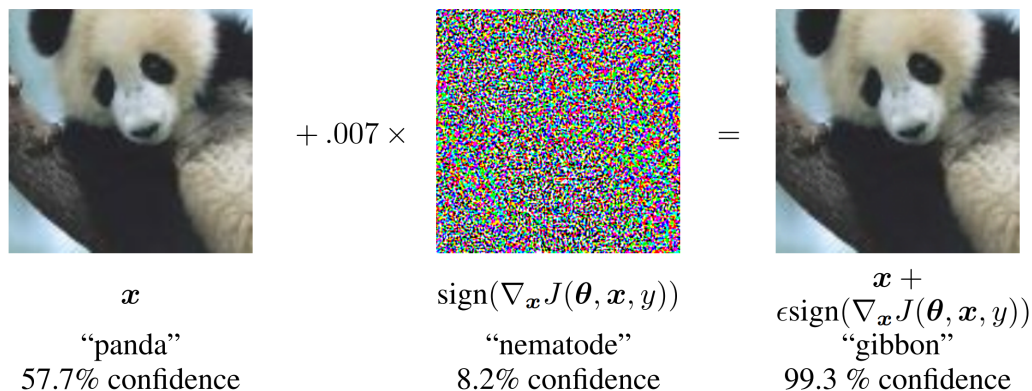 + .007 ×
=
x
sign(∇ₓJ(θ, x, y))
x +
ϵsign(∇ₓJ(θ, x, y))
“panda”
“nematode”
“gibbon”
57.7% confidence
8.2% confidence
99.3 % confidence